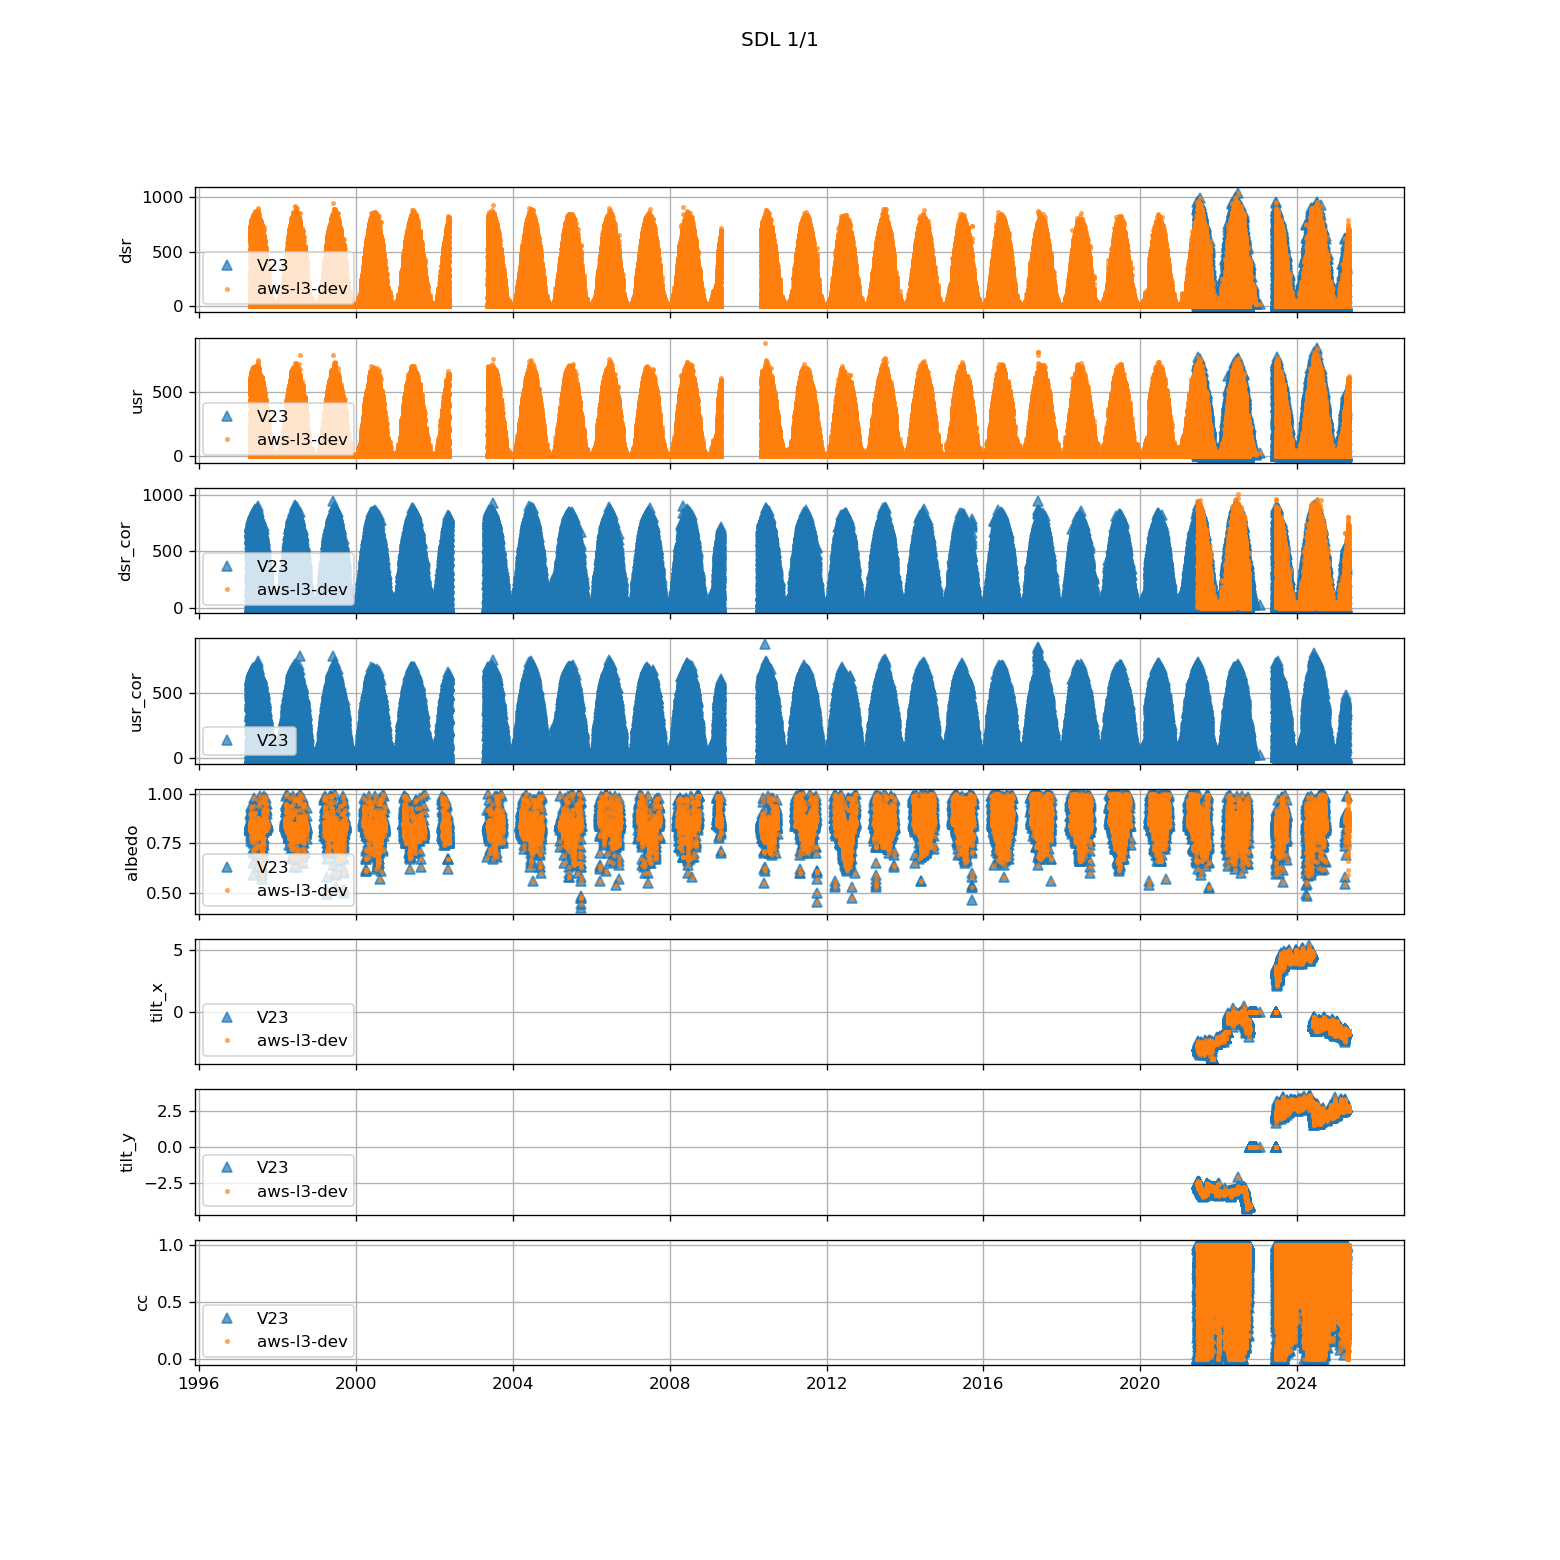 SDL 1/1
1000
500
0
dsr
V23
aws-l3-dev
500
0
usr
V23
aws-l3-dev
1000
500
0
dsr_cor
V23
aws-l3-dev
500
0
usr_cor
V23
1.00
0.75
0.50
albedo
V23
aws-l3-dev
5
0
tilt_x
V23
aws-l3-dev
2.5
0.0
−2.5
tilt_y
V23
aws-l3-dev
1.0
0.5
0.0
cc
V23
aws-l3-dev
1996 2000 2004 2008 2012 2016 2020 2024